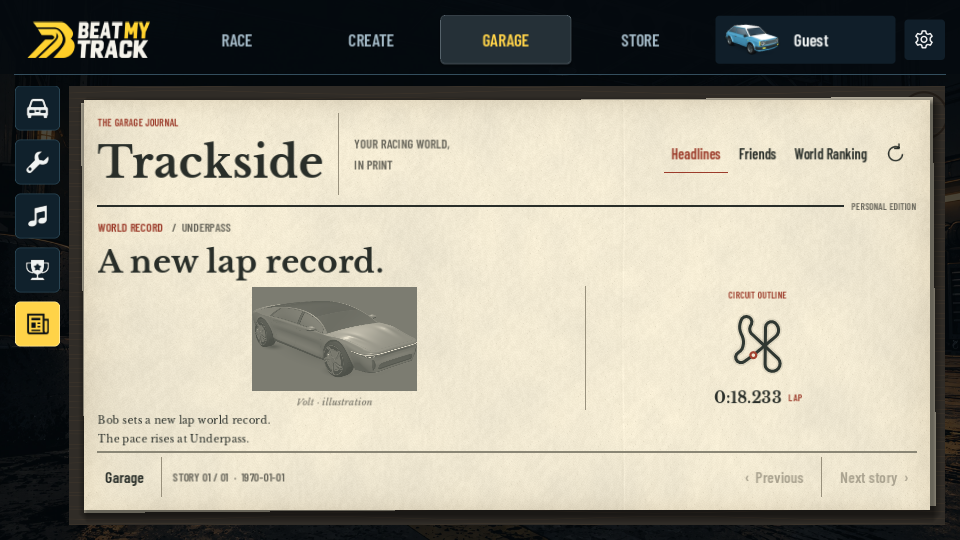 BEAT MY
TRACK
RACE
CREATE
GARAGE
STORE
Guest
THE GARAGE JOURNAL
Trackside
YOUR RACING WORLD,
IN PRINT
Headlines
Friends
World Ranking
PERSONAL EDITION
WORLD RECORD / UNDERPASS
A new lap record.
Volt · illustration
CIRCUIT OUTLINE
0:18.233 LAP
Bob sets a new lap world record.
The pace rises at Underpass.
Garage
STORY 01 / 01 · 1970-01-01
‹ Previous
Next story ›